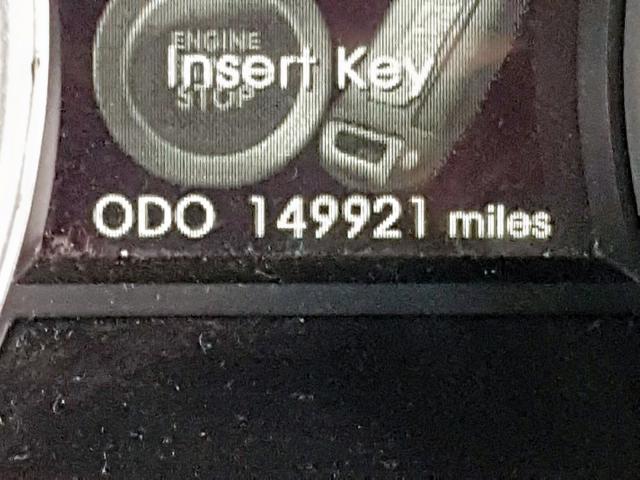 ENGINE
Insert Key
STOP
ODO 149921 miles